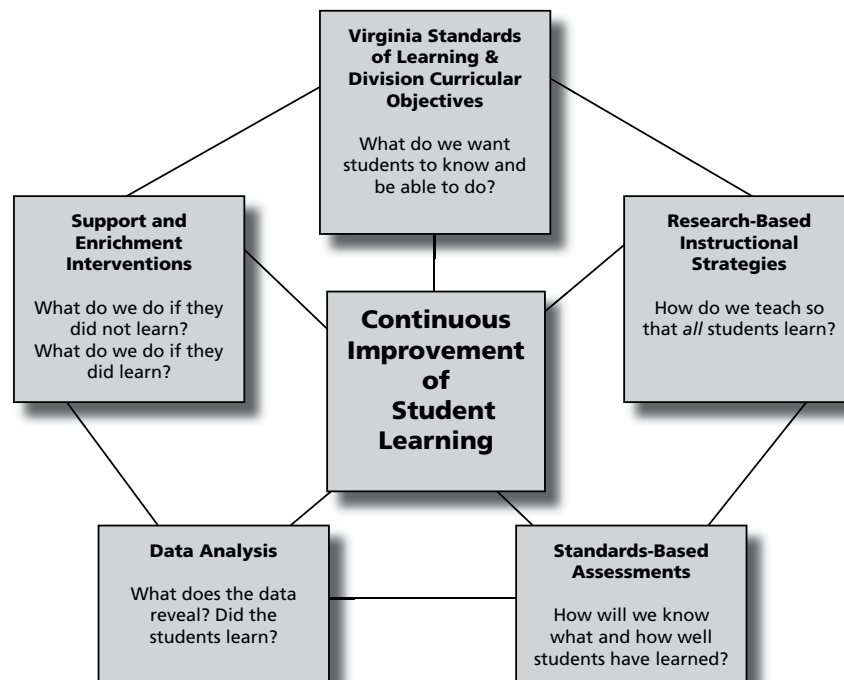 Virginia Standards
of Learning &
Division Curricular
Objectives
What do we want
students to know and
be able to do?
Support and
Enrichment
Interventions
What do we do if they
did not learn?
What do we do if they
did learn?
Research-Based
Instructional
Strategies
How do we teach so
that all students learn?
Continuous
Improvement
of
Student
Learning
Data Analysis
What does the data
reveal? Did the
students learn?
Standards-Based
Assessments
How will we know
what and how well
students have learned?